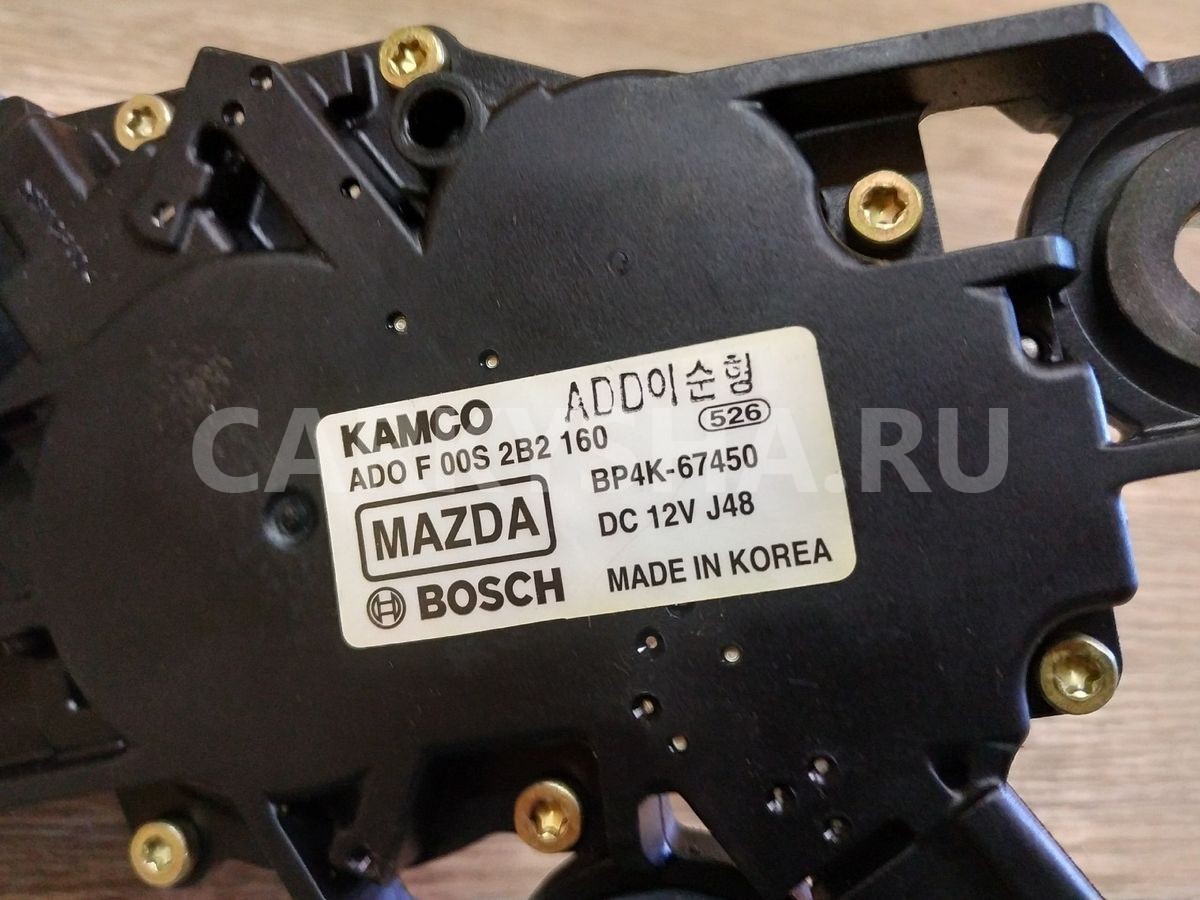 KAMCO ADD이순형
ADO F 00S 2B2 160 526
MAZDA BP4K-67450
DC 12V J48
BOSCH MADE IN KOREA